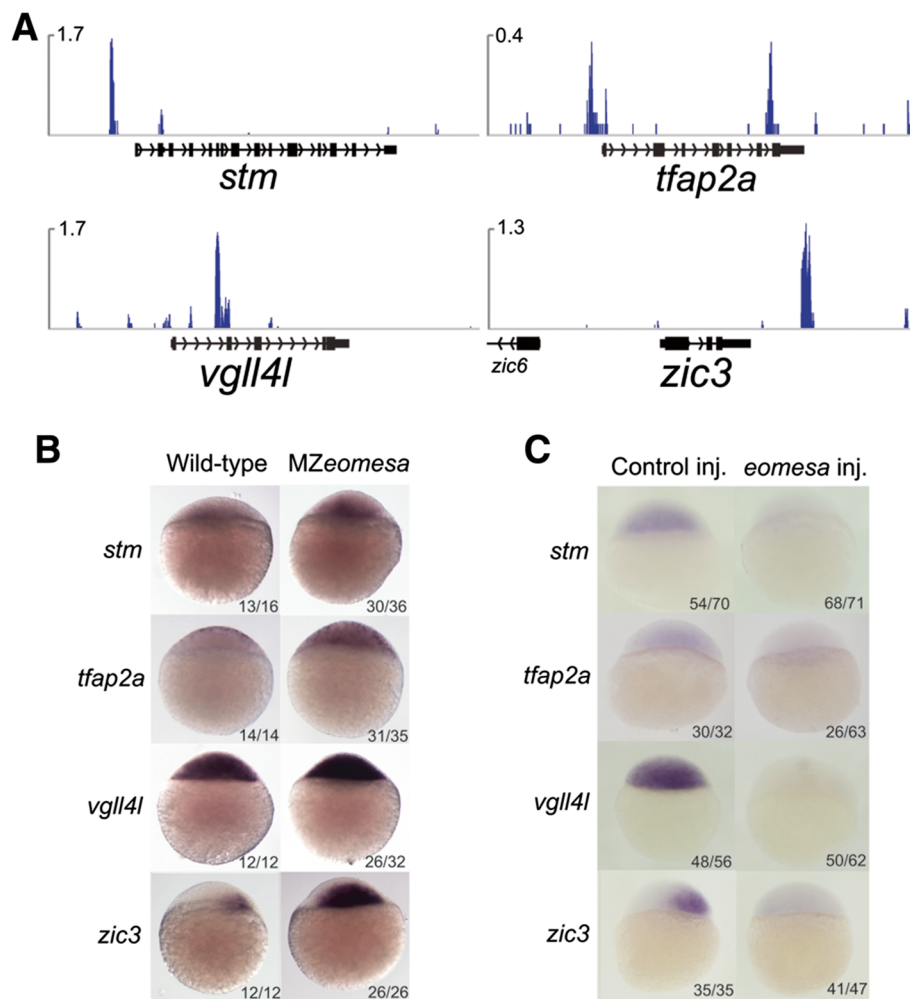 A
1.7
0.4
stm
tfap2a
1.7
1.3
vgll4l
zic6
zic3
B
C
Wild-type MZeomesa
Control inj. eomesa inj.
stm
13/16
30/36
stm
54/70
68/71
tfap2a
14/14
31/35
tfap2a
30/32
26/63
vgll4l
12/12
26/32
vgll4l
48/56
50/62
zic3
12/12
26/26
zic3
35/35
41/47